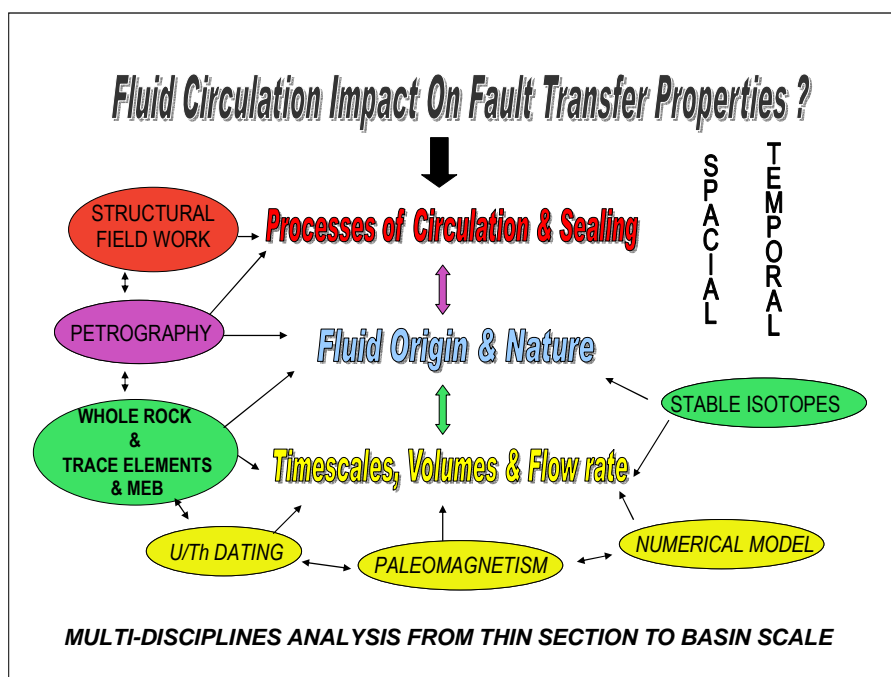 Fluid Circulation Impact On Fault Transfer Properties ?
SPACIAL
TEMPORAL
STRUCTURAL
FIELD WORK
Processes of Circulation & Sealing
PETROGRAPHY
Fluid Origin & Nature
STABLE ISOTOPES
WHOLE ROCK
&
TRACE ELEMENTS
& MEB
Timescales, Volumes & Flow rate
U/Th DATING
PALEOMAGNETISM
NUMERICAL MODEL
MULTI-DISCIPLINES ANALYSIS FROM THIN SECTION TO BASIN SCALE